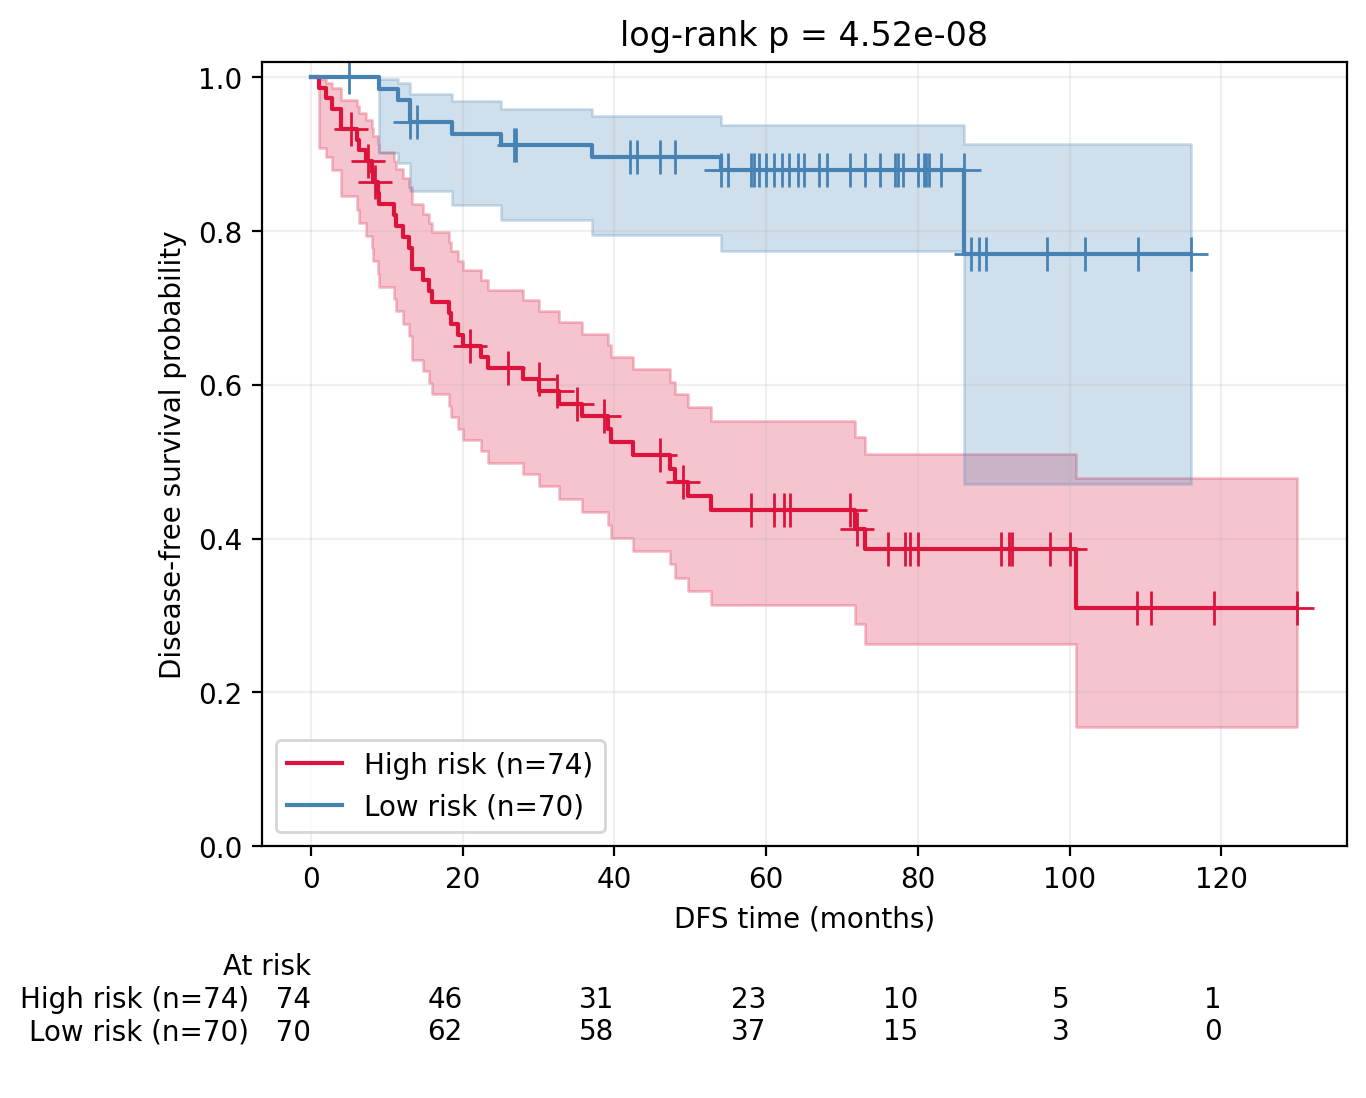 log-rank p = 4.52e-08
Disease-free survival probability
1.0
0.8
0.6
0.4
0.2
0.0
High risk (n=74)
Low risk (n=70)
0 20 40 60 80 100 120
DFS time (months)
At risk
High risk (n=74) 74 46 31 23 10 5 1
Low risk (n=70) 70 62 58 37 15 3 0